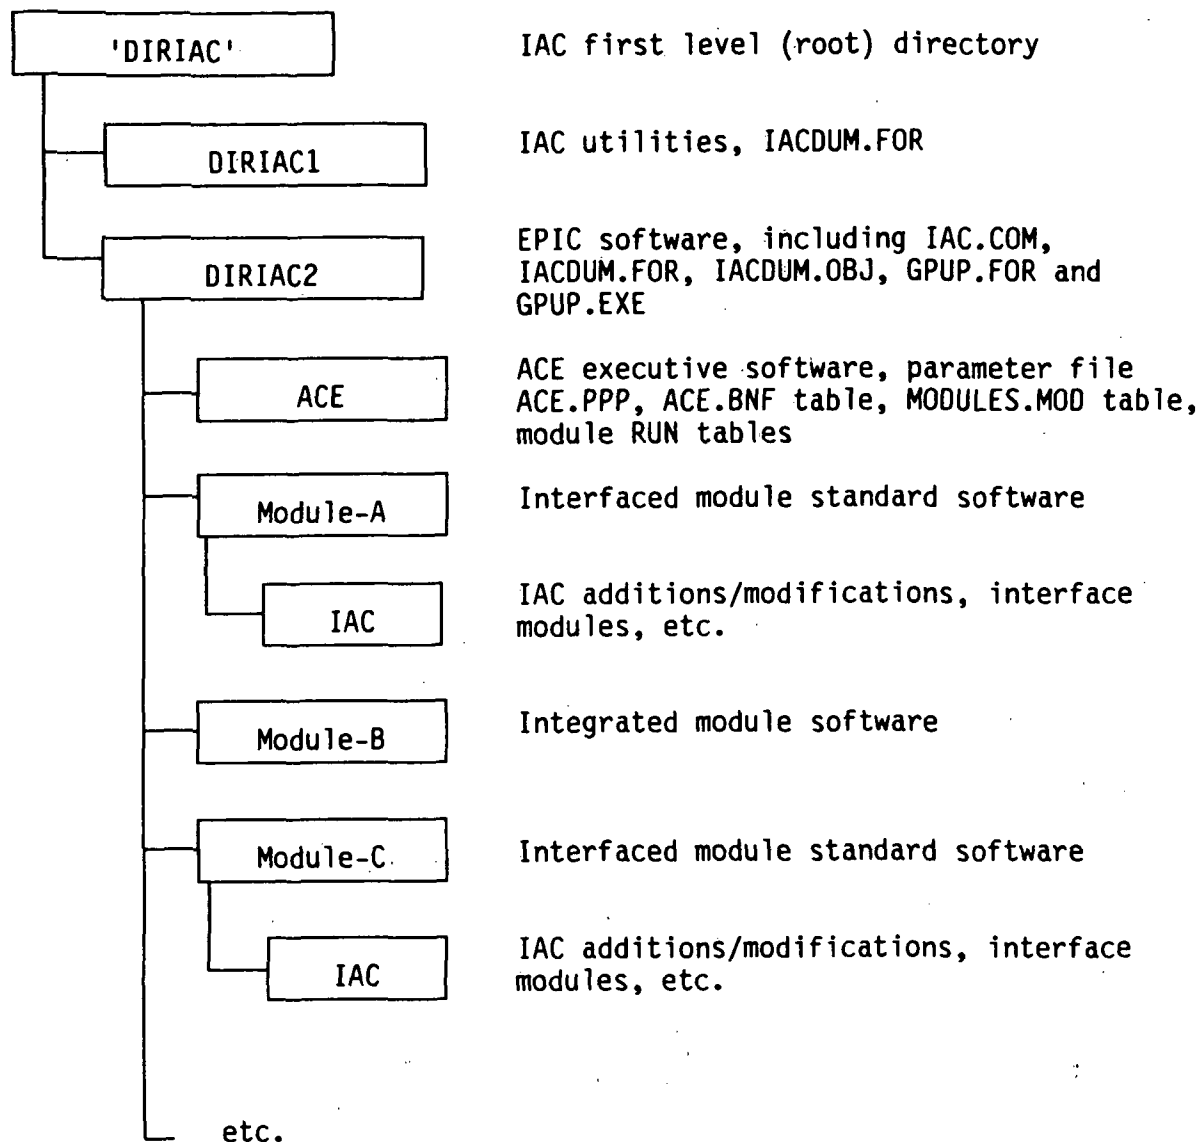 'DIRIAC'
IAC first level (root) directory
DIRIAC1
IAC utilities, IACDUM.FOR
DIRIAC2
EPIC software, including IAC.COM,
IACDUM.FOR, IACDUM.OBJ, GPUP.FOR and
GPUP.EXE
ACE
ACE executive software, parameter file
ACE.PPP, ACE.BNF table, MODULES.MOD table,
module RUN tables
Module-A
Interfaced module standard software
IAC
IAC additions/modifications, interface
modules, etc.
Module-B
Integrated module software
Module-C
Interfaced module standard software
IAC
IAC additions/modifications, interface
modules, etc.
etc.